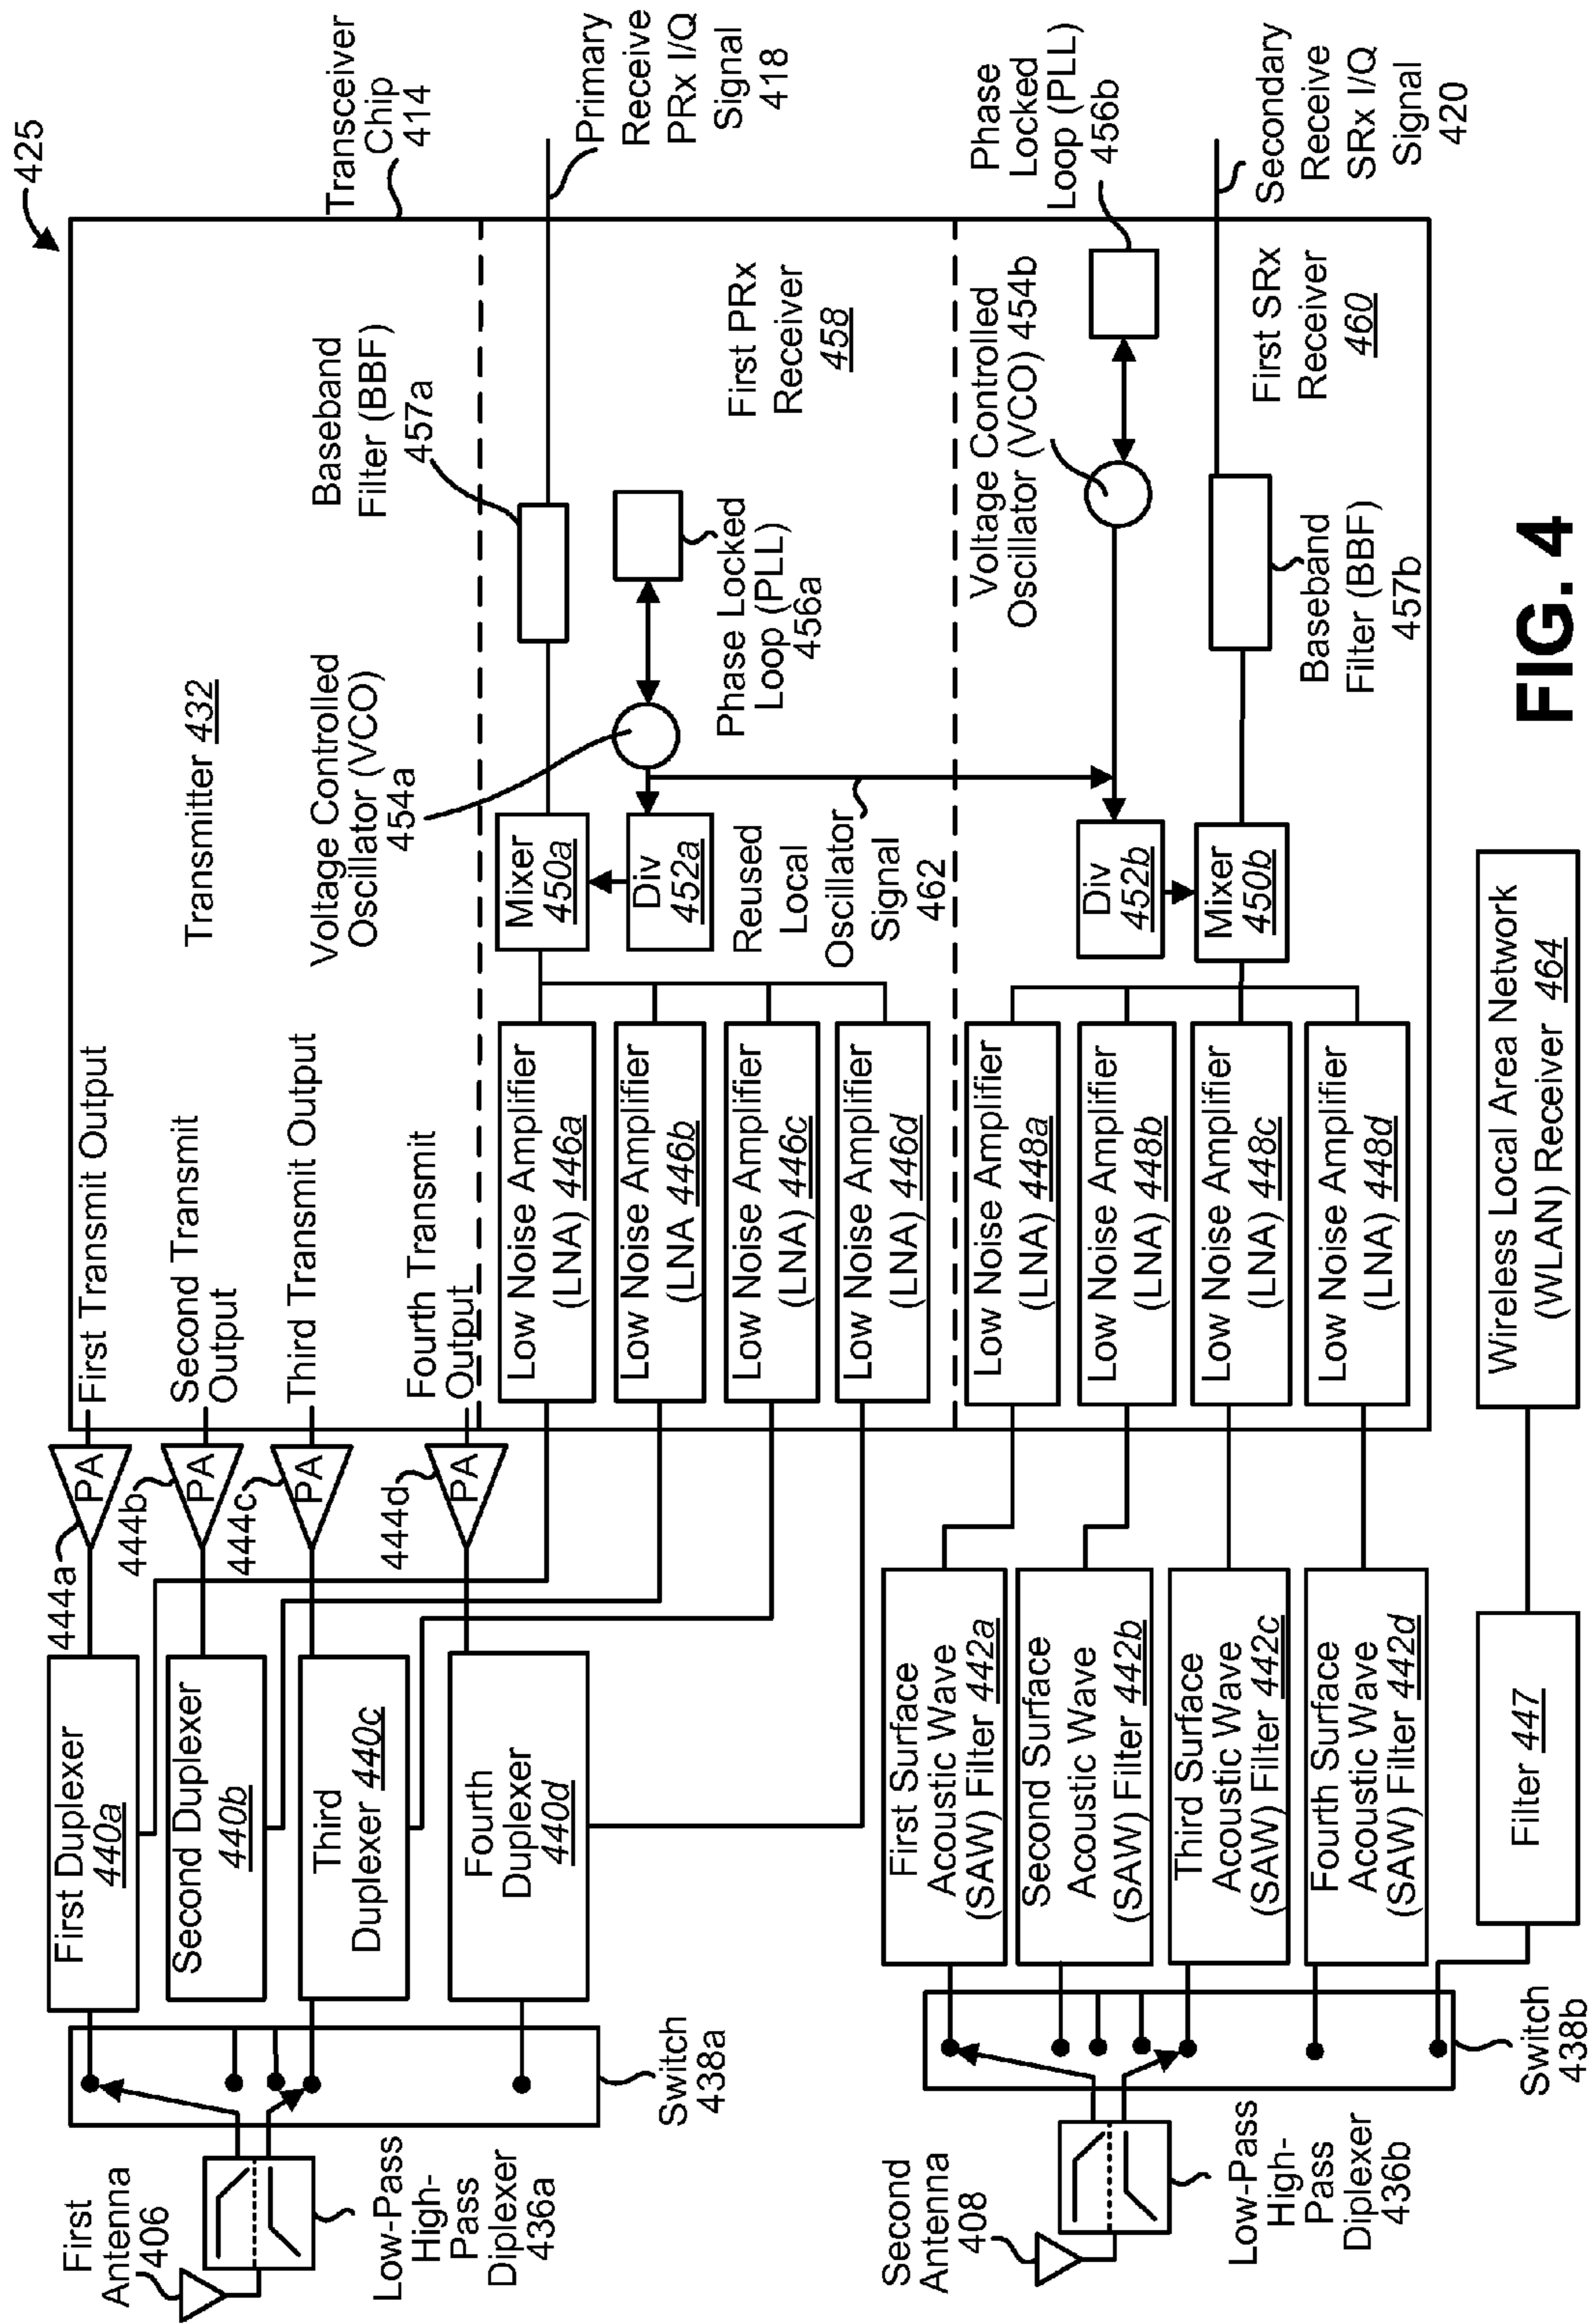 425
Transceiver
Chip
414
Primary
Receive
PRx I/Q
Signal
418
Phase
Locked
Loop (PLL)
456b
Secondary
Receive
SRx I/Q
Signal
420
Transmitter 432
Baseband
Filter (BBF)
457a
Voltage Controlled
Oscillator (VCO)
454a
First PRx
Receiver
458
Phase Locked
Loop (PLL)
456a
Mixer
450a
Div
452a
Reused
Local
Oscillator
Signal
462
Voltage Controlled
Oscillator (VCO) 454b
First SRx
Receiver
460
Div
452b
Mixer
450b
Baseband
Filter (BBF)
457b
First Transmit Output
Second Transmit
Output
Third Transmit Output
Fourth Transmit
Output
Low Noise Amplifier
(LNA) 446a
Low Noise Amplifier
(LNA 446b
Low Noise Amplifier
(LNA) 446c
Low Noise Amplifier
(LNA) 446d
Low Noise Amplifier
(LNA) 448a
Low Noise Amplifier
(LNA) 448b
Low Noise Amplifier
(LNA) 448c
Low Noise Amplifier
(LNA) 448d
Wireless Local Area Network
(WLAN) Receiver 464
PA
444a
PA
444b
PA
444c
PA
444d
First Duplexer
440a
Second Duplexer
440b
Third
Duplexer 440c
Fourth
Duplexer
440d
First Surface
Acoustic Wave
(SAW) Filter 442a
Second Surface
Acoustic Wave
(SAW) Filter 442b
Third Surface
Acoustic Wave
(SAW) Filter 442c
Fourth Surface
Acoustic Wave
(SAW) Filter 442d
Filter 447
Switch
438a
Switch
438b
First
Antenna
406
Low-Pass
High-
Pass
Diplexer
436a
Second
Antenna
408
Low-Pass
High-
Pass
Diplexer
436b
FIG. 4